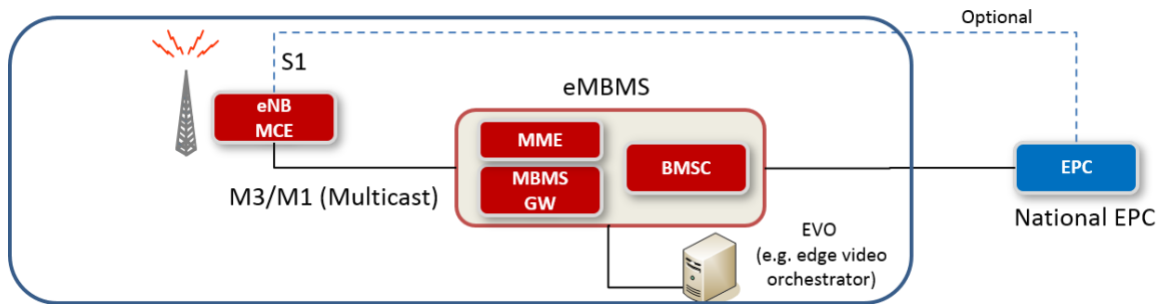 Optional
S1
eNB
MCE
eMBMS
MME
MBMS
GW
BMSC
EPC
M3/M1 (Multicast)
National EPC
EVO
(e.g. edge video
orchestrator)